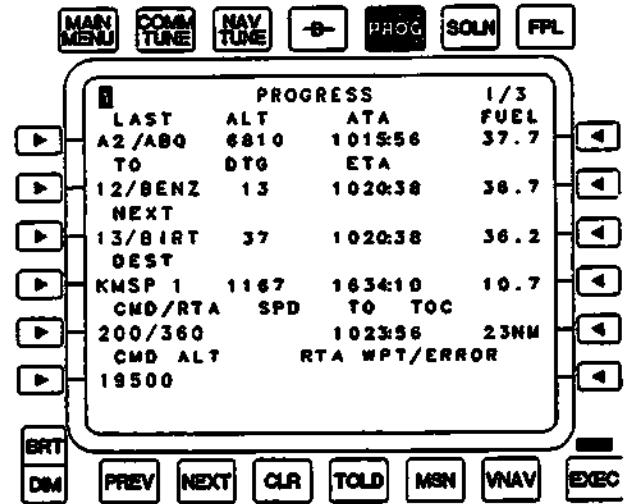 MAIN MENU COMM TUNE NAV TUNE -D- PROG SOLN FPL
1 PROGRESS 1/3
LAST ALT ATA FUEL
A2/ABQ 6810 1015:56 37.7
TO DTG ETA
12/BENZ 13 1020:38 36.7
NEXT
13/BIRT 37 1020:38 36.2
DEST
KMSP 1 1167 1634:10 10.7
CMD/RTA SPD TO TOC
200/360 1023:56 23NM
CMD ALT RTA WPT/ERROR
19500
BRT
DIM PREV NEXT CLR TOLD MSN VNAV EXEC